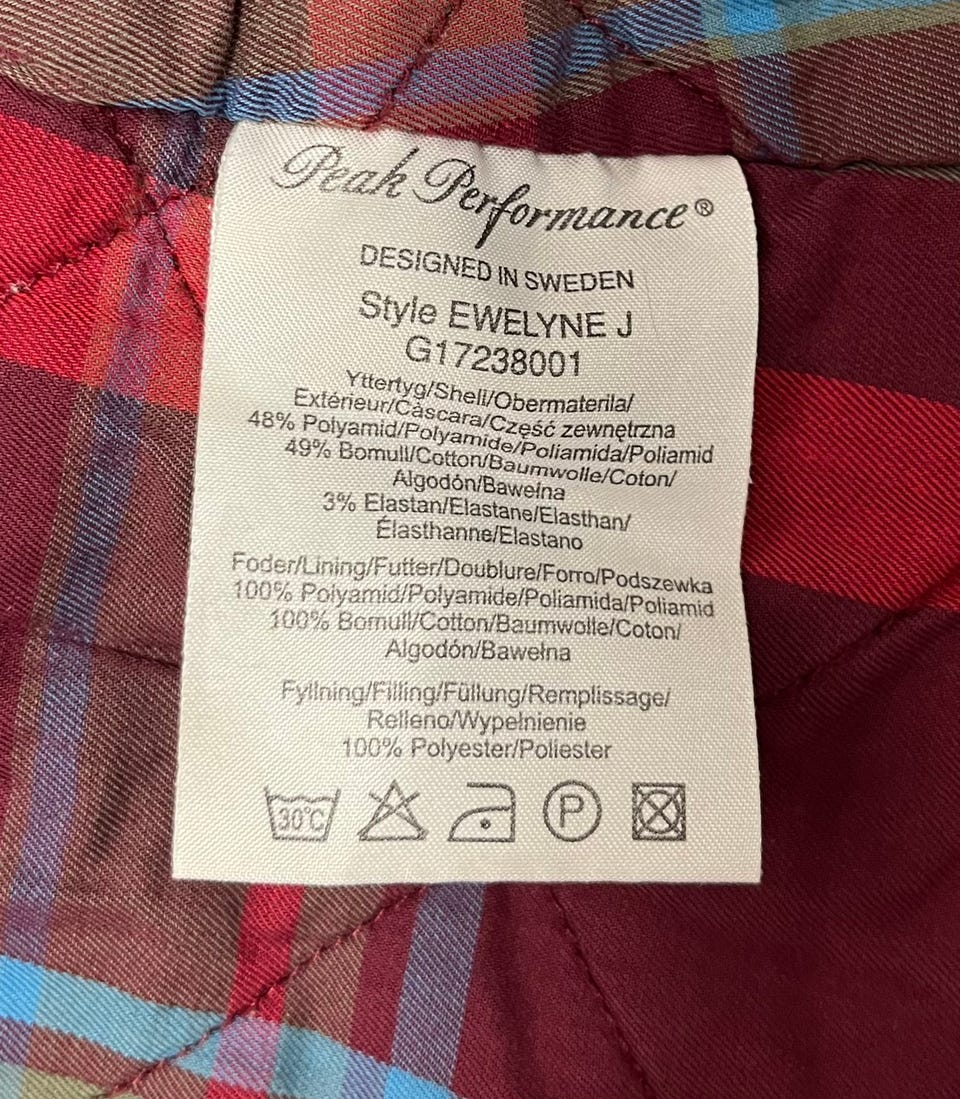 Peak Performance®
DESIGNED IN SWEDEN
Style EWELYNE J
G17238001
Yttertyg/Shell/Obermaterila/
Extérieur/Càscara/Część zewnętrzna
48% Polyamid/Polyamide/Poliamida/Poliamid
49% Bomull/Cotton/Baumwolle/Coton/
Algodón/Bawełna
3% Elastan/Elastane/Elasthan/
Élasthanne/Elastano
Foder/Lining/Futter/Doublure/Forro/Podszewka
100% Polyamid/Polyamide/Poliamida/Poliamid
100% Bomull/Cotton/Baumwolle/Coton/
Algodón/Bawełna
Fyllning/Filling/Füllung/Remplissage/
Relleno/Wypełnienie
100% Polyester/Poliester
30°C P